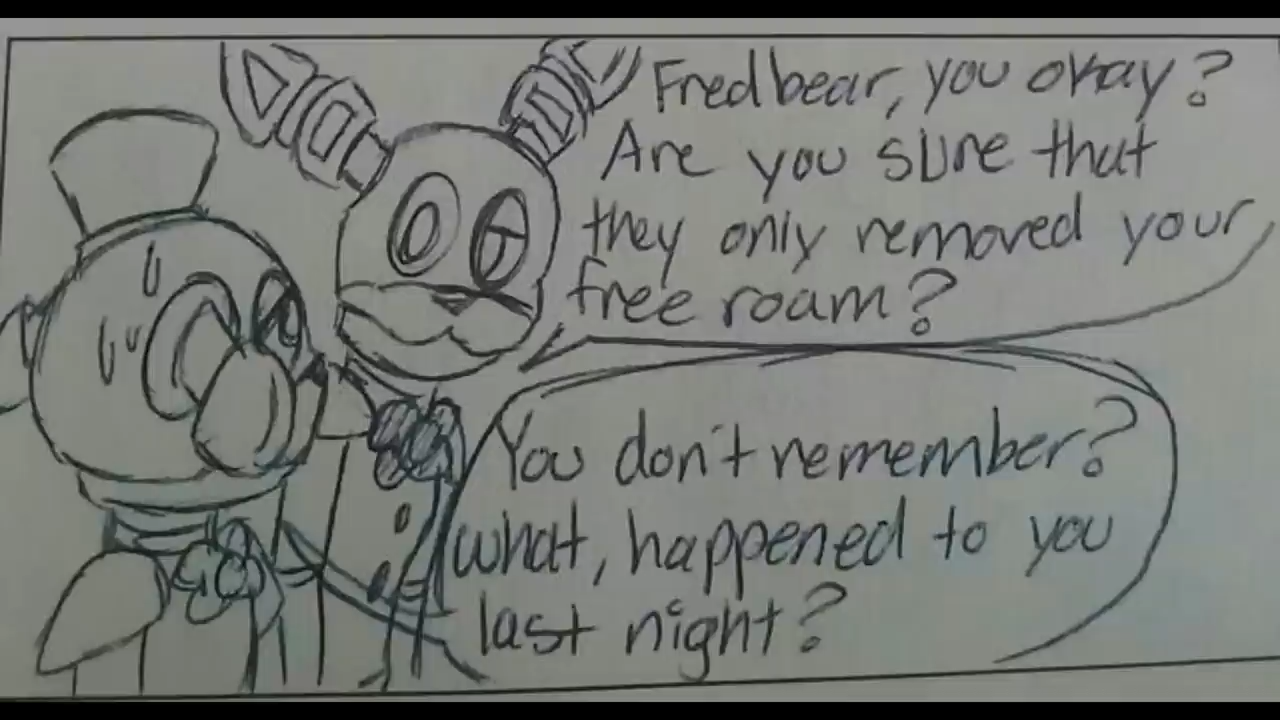 Fredbear, you okay?
Are you sure that
they only removed your
free roam?
You don't remember?
what, happened to you
last night?